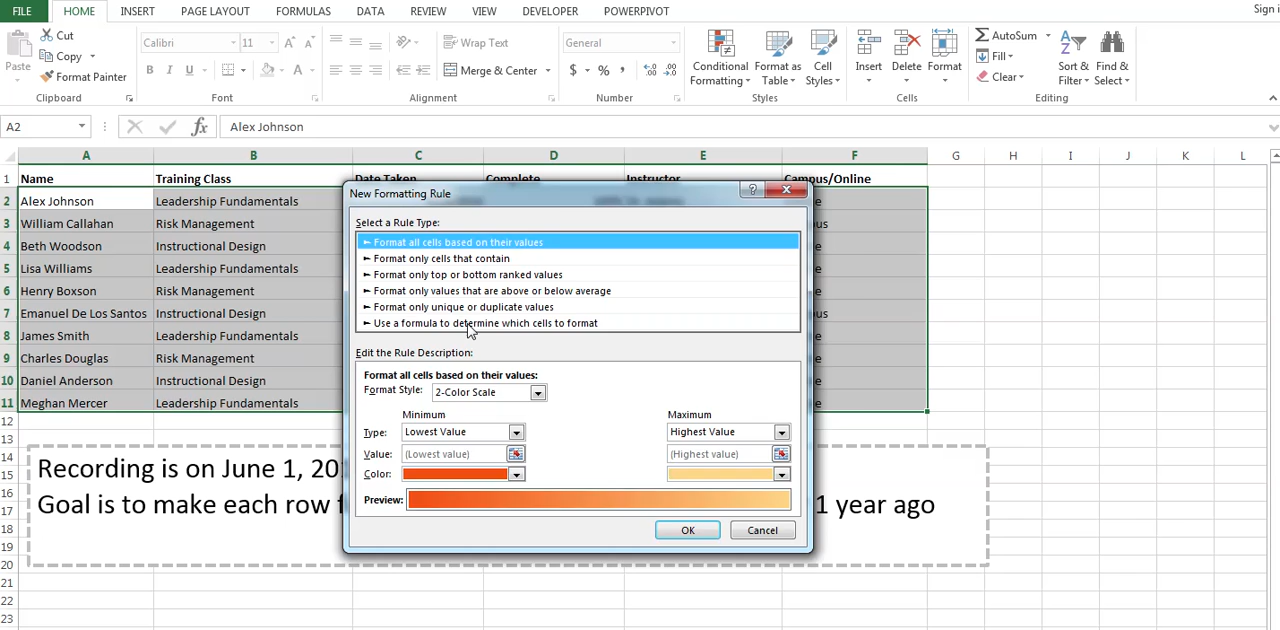 FILE HOME INSERT PAGE LAYOUT FORMULAS DATA REVIEW VIEW DEVELOPER POWERPIVOT Sign i
Cut
Copy
Format Painter
Paste
Calibri 11
B I U
Wrap Text
Merge & Center
General
$ % ,
Conditional Formatting
Format as Table
Cell Styles
Insert Delete Format
AutoSum
Fill
Clear
Sort & Filter
Find & Select
Clipboard Font Alignment Number Styles Cells Editing
A2 fx Alex Johnson
A B C D E F G H I J K L
1 Name Training Class Date Taken Complete Instructor Campus/Online
2 Alex Johnson Leadership Fundamentals
3 William Callahan Risk Management
4 Beth Woodson Instructional Design
5 Lisa Williams Leadership Fundamentals
6 Henry Boxson Risk Management
7 Emanuel De Los Santos Instructional Design
8 James Smith Leadership Fundamentals
9 Charles Douglas Risk Management
10 Daniel Anderson Instructional Design
11 Meghan Mercer Leadership Fundamentals
12
13
14
15
16
17
18
19
20
21
22
23
Recording is on June 1, 20
Goal is to make each row 1 year ago
New Formatting Rule
Select a Rule Type:
► Format all cells based on their values
► Format only cells that contain
► Format only top or bottom ranked values
► Format only values that are above or below average
► Format only unique or duplicate values
► Use a formula to determine which cells to format
Edit the Rule Description:
Format all cells based on their values:
Format Style: 2-Color Scale
Minimum Maximum
Type: Lowest Value Highest Value
Value: (Lowest value) (Highest value)
Color:
Preview:
OK Cancel